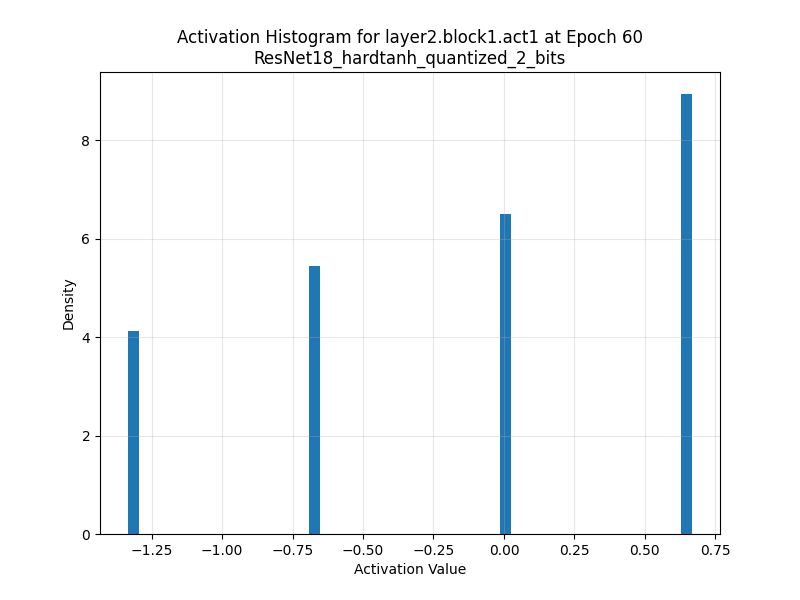 Activation Histogram for layer2.block1.act1 at Epoch 60
ResNet18_hardtanh_quantized_2_bits
Density
8
6
4
2
0
−1.25 −1.00 −0.75 −0.50 −0.25 0.00 0.25 0.50 0.75
Activation Value